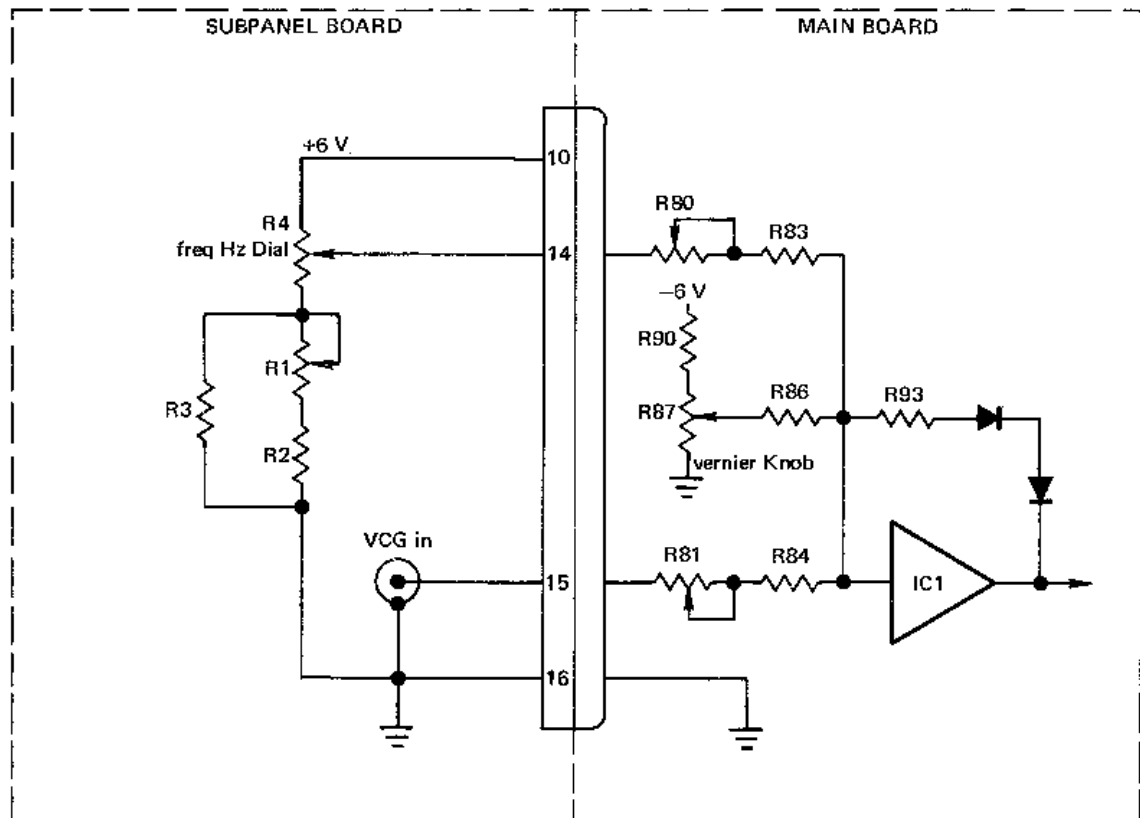 SUBPANEL BOARD
MAIN BOARD
+6 V
10
R4
freq Hz Dial
14
R80
R83
−6 V
R90
R1
R3
R87
R86
R93
R2
vernier Knob
VCG in
15
R81
R84
IC1
16